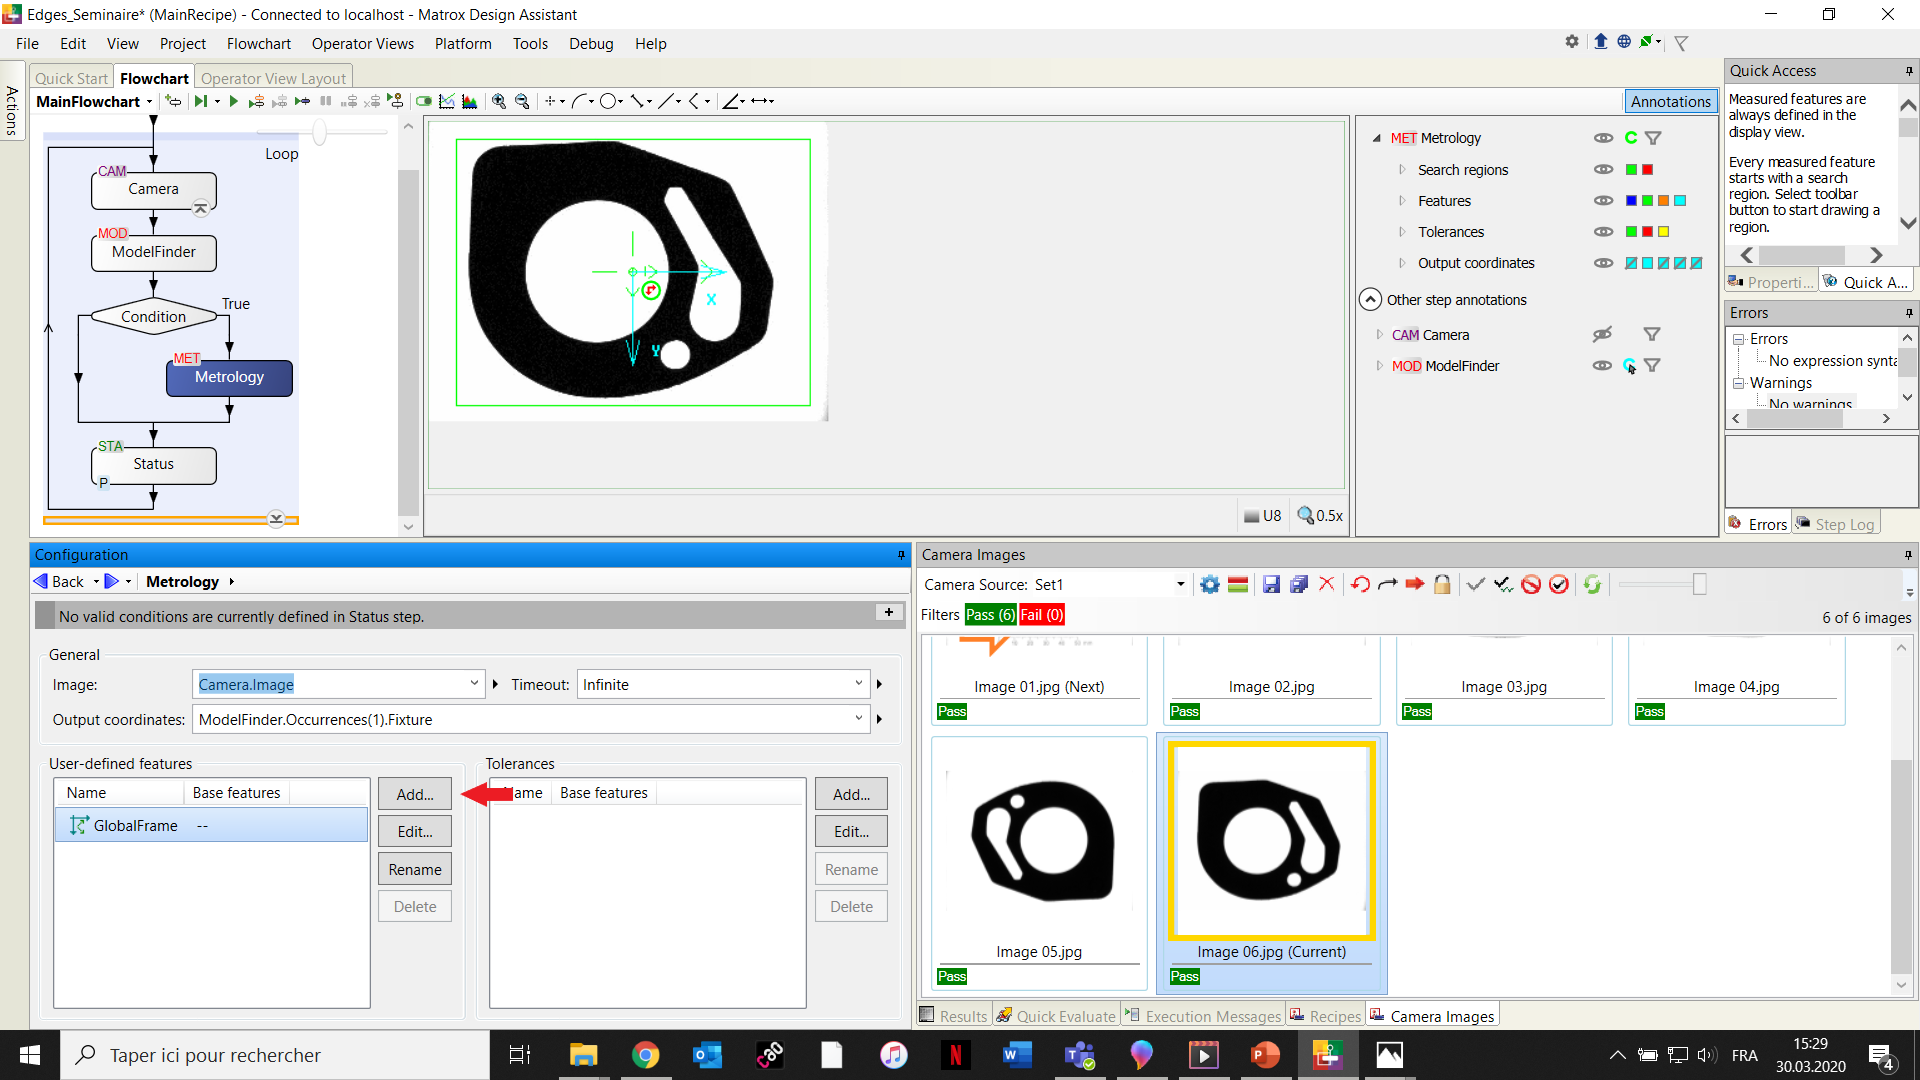 Edges_Seminaire* (MainRecipe) - Connected to localhost - Matrox Design Assistant
File Edit View Project Flowchart Operator Views Platform Tools Debug Help
Actions
Quick Start Flowchart Operator View Layout
MainFlowchart
Loop
CAM
Camera
MOD
ModelFinder
True
Condition
MET
Metrology
STA
Status
P
X
Y
U8 0.5x
Annotations
MET Metrology
Search regions
Features
Tolerances
Output coordinates
Other step annotations
CAM Camera
MOD ModelFinder
Quick Access
Measured features are
always defined in the
display view.
Every measured feature
starts with a search
region. Select toolbar
button to start drawing a
region.
Properti... Quick A...
Errors
Errors
No expression synta
Warnings
No warnings
Errors Step Log
Configuration
Back Metrology
No valid conditions are currently defined in Status step.
General
Image: Camera.Image Timeout: Infinite
Output coordinates: ModelFinder.Occurrences(1).Fixture
User-defined features
Name Base features
GlobalFrame --
Add...
Edit...
Rename
Delete
Tolerances
ame Base features
Add...
Edit...
Rename
Delete
Camera Images
Camera Source: Set1
Filters Pass (6) Fail (0)
6 of 6 images
Image 01.jpg (Next) Image 02.jpg Image 03.jpg Image 04.jpg
Pass Pass Pass Pass
Image 05.jpg Image 06.jpg (Current)
Pass Pass
Results Quick Evaluate Execution Messages Recipes Camera Images
Taper ici pour rechercher
FRA
15:29
30.03.2020
4